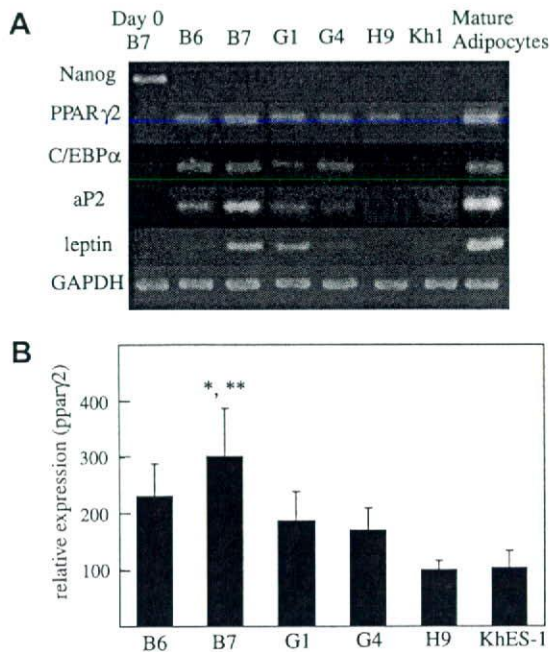 A
Day 0
B7 B6 B7 G1 G4 H9 Kh1 Mature Adipocytes
Nanog
PPARγ2
C/EBPα
aP2
leptin
GAPDH
B
relative expression (pparγ2)
400
300
200
100
*, **
B6 B7 G1 G4 H9 KhES-1